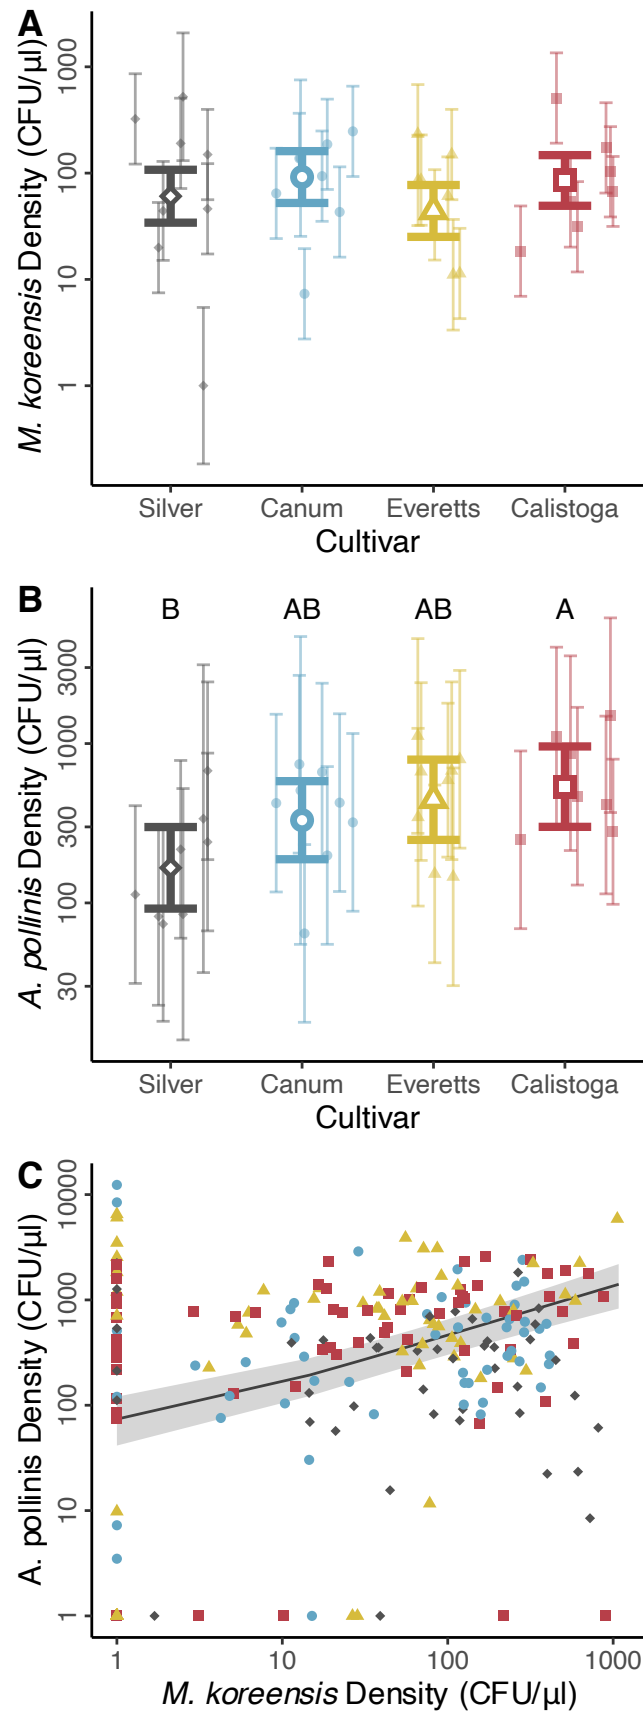 A
M. koreensis Density (CFU/µl)
1000
100
10
1
Silver Canum Everetts Calistoga
Cultivar
B
B AB AB A
A. pollinis Density (CFU/µl)
3000
1000
300
100
30
Silver Canum Everetts Calistoga
Cultivar
C
A. pollinis Density (CFU/µl)
10000
1000
100
10
1
1 10 100 1000
M. koreensis Density (CFU/µl)